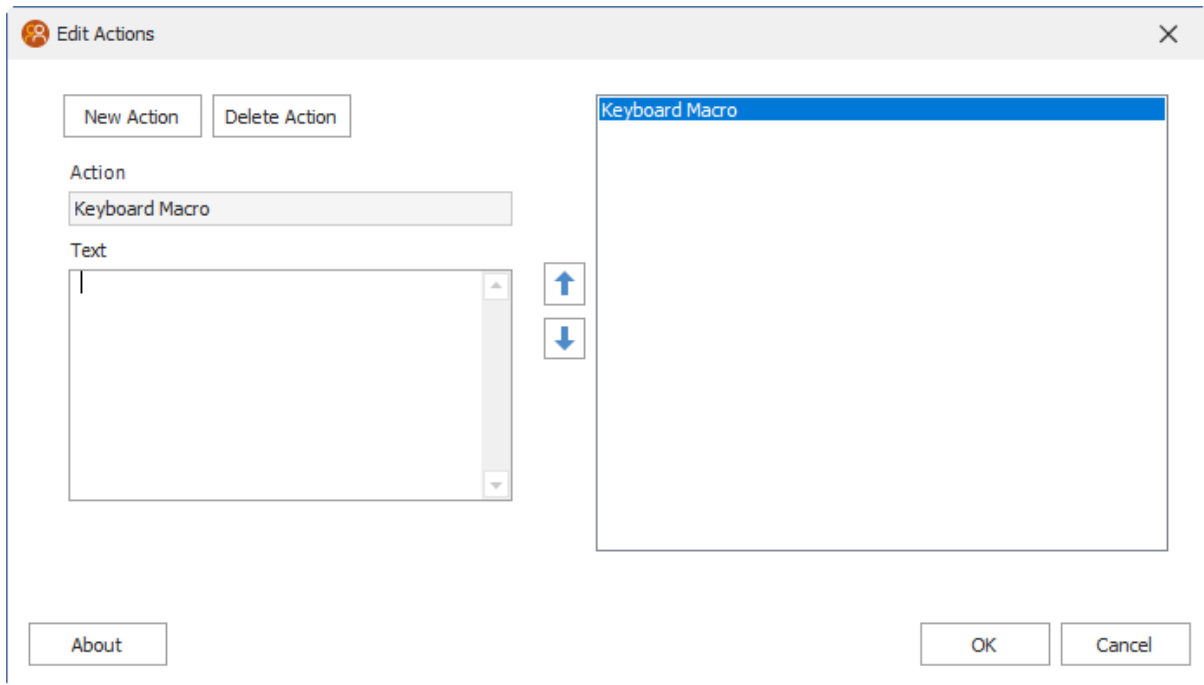 Edit Actions
New Action
Delete Action
Keyboard Macro
Action
Keyboard Macro
Text
About
OK
Cancel